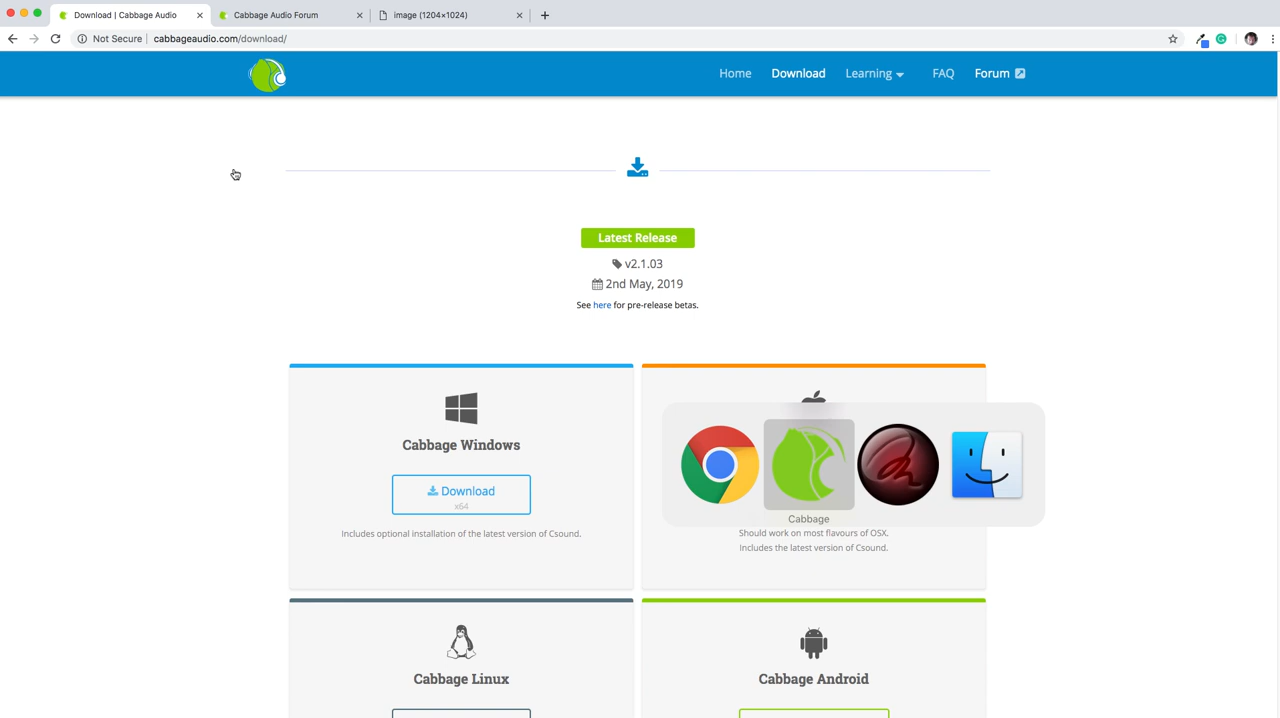 Download | Cabbage Audio
Cabbage Audio Forum
image (1204×1024)
Not Secure cabbageaudio.com/download/
Home Download Learning FAQ Forum
Latest Release
v2.1.03
2nd May, 2019
See here for pre-release betas.
Cabbage Windows
Download
x64
Includes optional installation of the latest version of Csound.
Cabbage
Should work on most flavours of OSX.
Includes the latest version of Csound.
Cabbage Linux
Cabbage Android